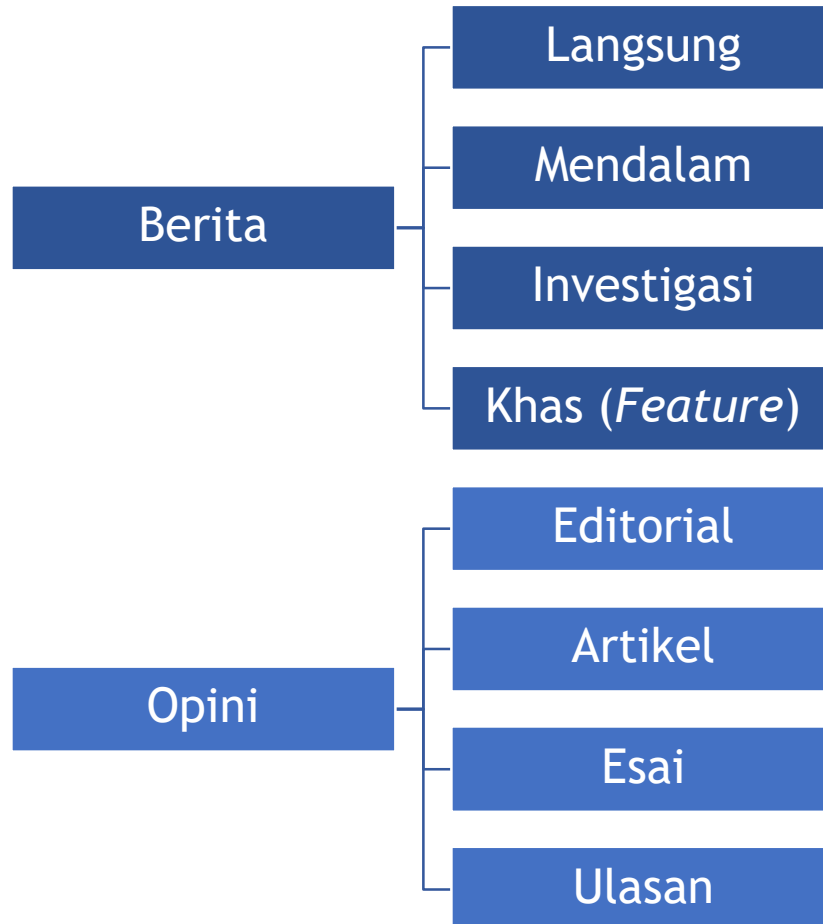 Berita
Langsung
Mendalam
Investigasi
Khas (Feature)
Opini
Editorial
Artikel
Esai
Ulasan